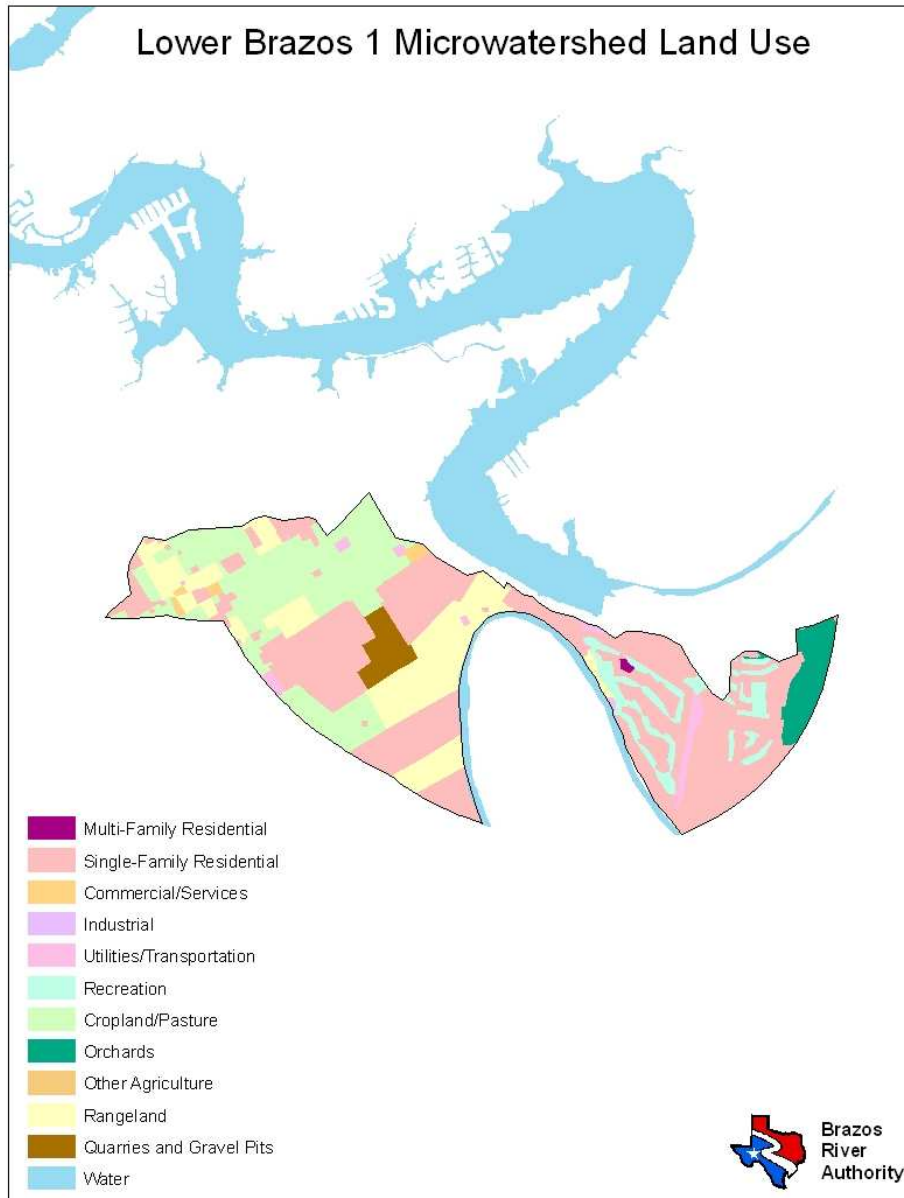 Lower Brazos 1 Microwatershed Land Use
Multi-Family Residential
Single-Family Residential
Commercial/Services
Industrial
Utilities/Transportation
Recreation
Cropland/Pasture
Orchards
Other Agriculture
Rangeland
Quarries and Gravel Pits
Water
Brazos
River
Authority